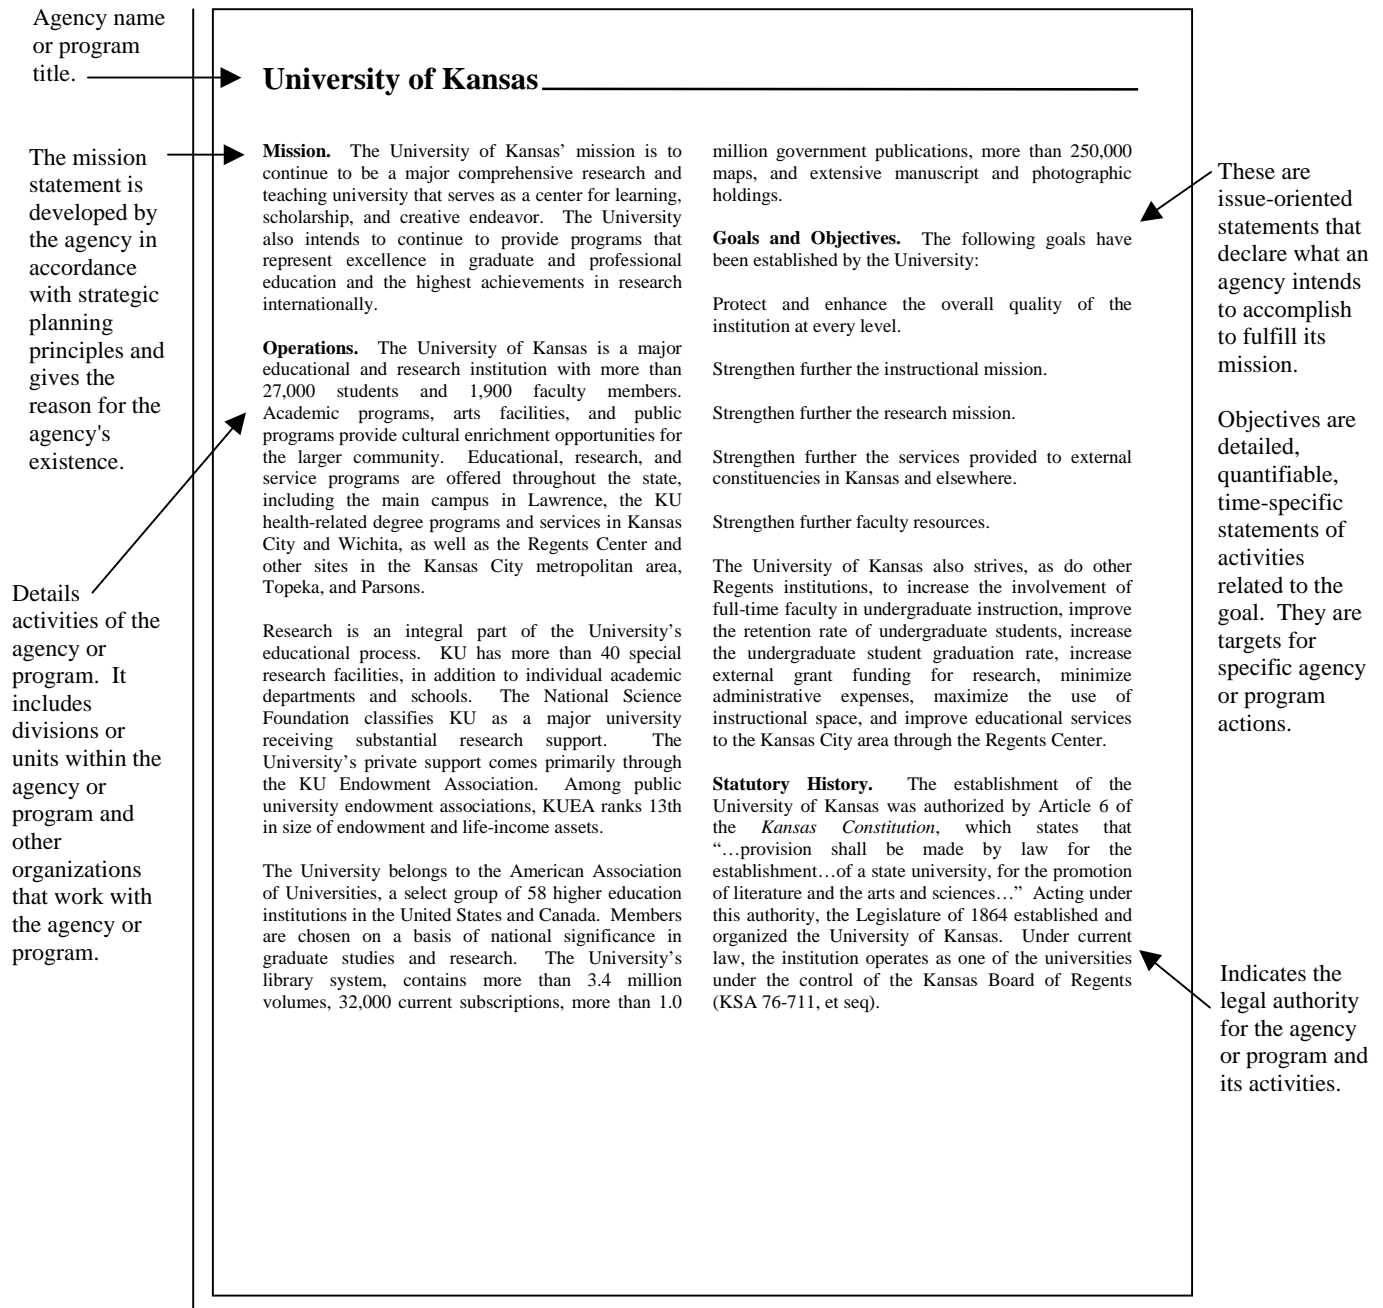 Agency name
or program
title.
The mission
statement is
developed by
the agency in
accordance
with strategic
planning
principles and
gives the
reason for the
agency's
existence.
Details
activities of the
agency or
program.  It
includes
divisions or
units within the
agency or
program and
other
organizations
that work with
the agency or
program.
University of Kansas
Mission.  The University of Kansas’ mission is to
continue to be a major comprehensive research and
teaching university that serves as a center for learning,
scholarship, and creative endeavor.  The University
also intends to continue to provide programs that
represent excellence in graduate and professional
education and the highest achievements in research
internationally.
Operations.  The University of Kansas is a major
educational and research institution with more than
27,000 students and 1,900 faculty members.
Academic programs, arts facilities, and public
programs provide cultural enrichment opportunities for
the larger community.  Educational, research, and
service programs are offered throughout the state,
including the main campus in Lawrence, the KU
health-related degree programs and services in Kansas
City and Wichita, as well as the Regents Center and
other sites in the Kansas City metropolitan area,
Topeka, and Parsons.
Research is an integral part of the University’s
educational process.  KU has more than 40 special
research facilities, in addition to individual academic
departments and schools.  The National Science
Foundation classifies KU as a major university
receiving substantial research support.  The
University’s private support comes primarily through
the KU Endowment Association.  Among public
university endowment associations, KUEA ranks 13th
in size of endowment and life-income assets.
The University belongs to the American Association
of Universities, a select group of 58 higher education
institutions in the United States and Canada.  Members
are chosen on a basis of national significance in
graduate studies and research.  The University’s
library system, contains more than 3.4 million
volumes, 32,000 current subscriptions, more than 1.0
million government publications, more than 250,000
maps, and extensive manuscript and photographic
holdings.
Goals and Objectives.  The following goals have
been established by the University:
Protect and enhance the overall quality of the
institution at every level.
Strengthen further the instructional mission.
Strengthen further the research mission.
Strengthen further the services provided to external
constituencies in Kansas and elsewhere.
Strengthen further faculty resources.
The University of Kansas also strives, as do other
Regents institutions, to increase the involvement of
full-time faculty in undergraduate instruction, improve
the retention rate of undergraduate students, increase
the undergraduate student graduation rate, increase
external grant funding for research, minimize
administrative expenses, maximize the use of
instructional space, and improve educational services
to the Kansas City area through the Regents Center.
Statutory History.  The establishment of the
University of Kansas was authorized by Article 6 of
the Kansas Constitution, which states that
“…provision shall be made by law for the
establishment…of a state university, for the promotion
of literature and the arts and sciences…”  Acting under
this authority, the Legislature of 1864 established and
organized the University of Kansas.  Under current
law, the institution operates as one of the universities
under the control of the Kansas Board of Regents
(KSA 76-711, et seq).
These are
issue-oriented
statements that
declare what an
agency intends
to accomplish
to fulfill its
mission.
Objectives are
detailed,
quantifiable,
time-specific
statements of
activities
related to the
goal.  They are
targets for
specific agency
or program
actions.
Indicates the
legal authority
for the agency
or program and
its activities.